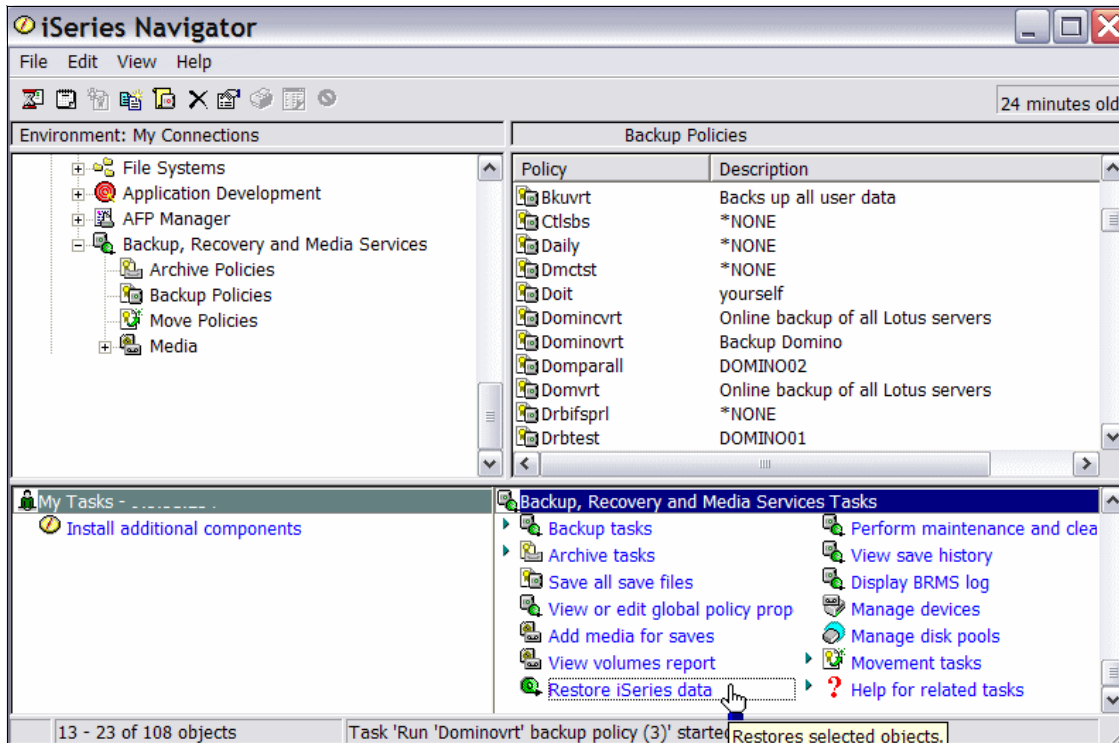 iSeries Navigator
File Edit View Help
24 minutes old
Environment: My Connections
Backup Policies
File Systems
Application Development
AFP Manager
Backup, Recovery and Media Services
Archive Policies
Backup Policies
Move Policies
Media
Policy Description
Bkuvrt Backs up all user data
Ctlsbs *NONE
Daily *NONE
Dmctst *NONE
Doit yourself
Domincvrt Online backup of all Lotus servers
Dominovrt Backup Domino
Domparall DOMINO02
Domvrt Online backup of all Lotus servers
Drbifsprl *NONE
Drbtest DOMINO01
My Tasks -
Install additional components
Backup, Recovery and Media Services Tasks
Backup tasks
Archive tasks
Save all save files
View or edit global policy prop
Add media for saves
View volumes report
Restore iSeries data
Perform maintenance and clea
View save history
Display BRMS log
Manage devices
Manage disk pools
Movement tasks
? Help for related tasks
13 - 23 of 108 objects
Task 'Run 'Dominovrt' backup policy (3)' starte
Restores selected objects.